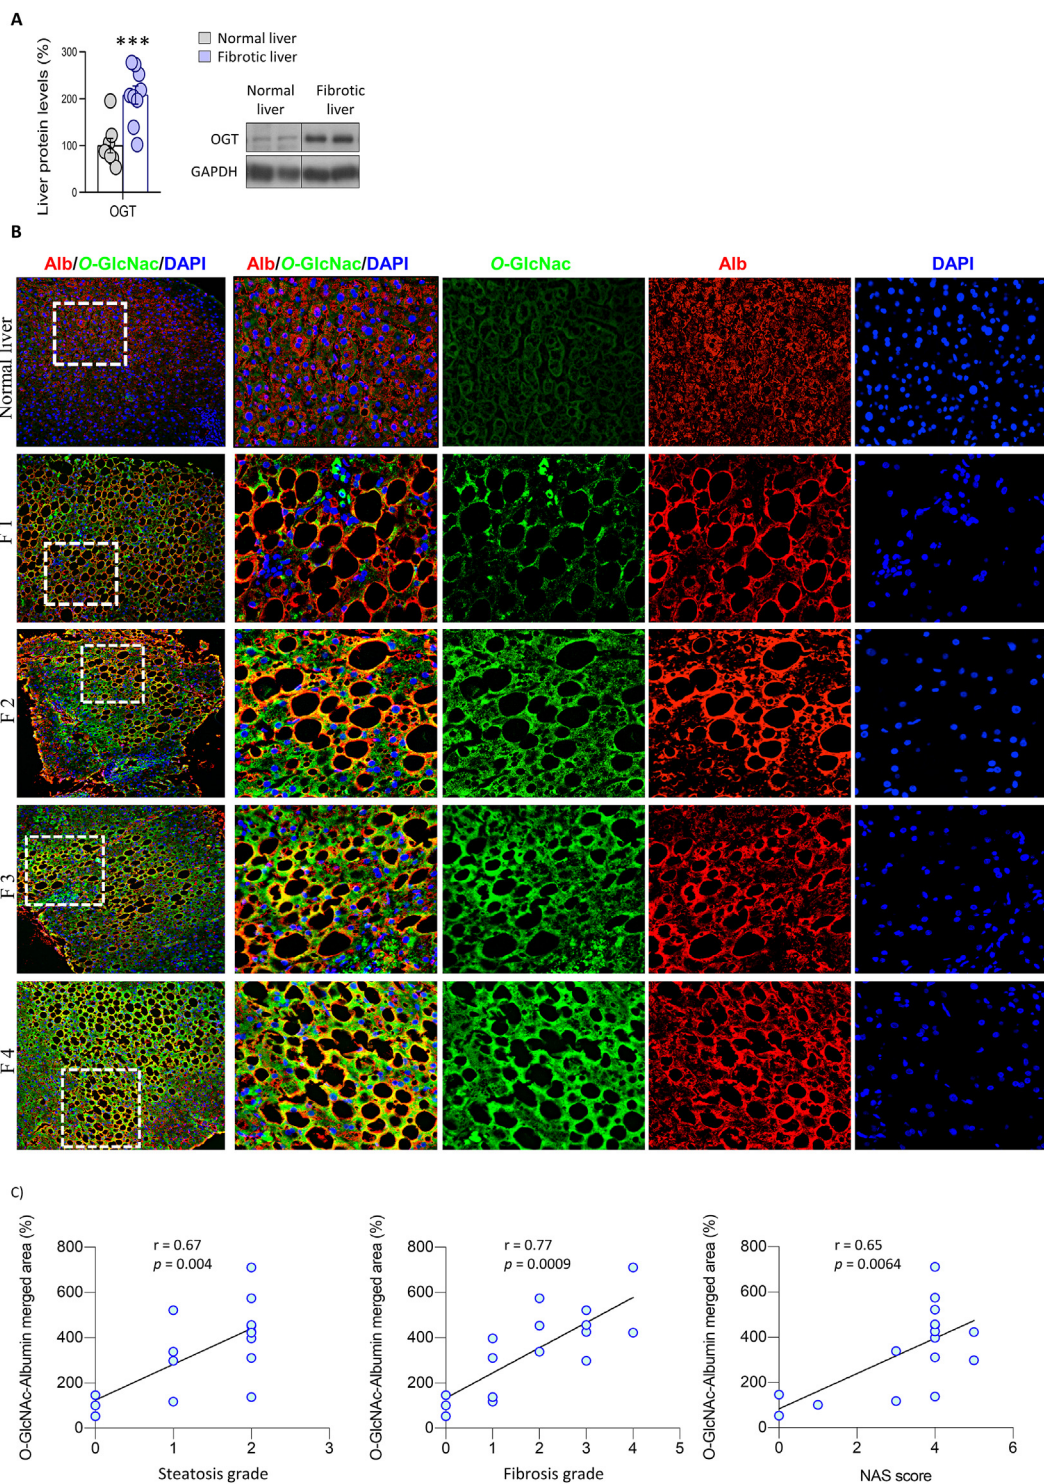 A
***
Liver protein levels (%)
300
200
100
0
OGT
Normal liver
Fibrotic liver
Normal liver
Fibrotic liver
OGT
GAPDH
B
Alb/O-GlcNac/DAPI
Alb/O-GlcNac/DAPI
O-GlcNac
Alb
DAPI
Normal liver
F 1
F 2
F 3
F 4
C)
O-GlcNAc-Albumin merged area (%)
800
600
400
200
0
r = 0.67
p = 0.004
0 1 2 3
Steatosis grade
O-GlcNAc-Albumin merged area (%)
800
600
400
200
0
r = 0.77
p = 0.0009
0 1 2 3 4 5
Fibrosis grade
O-GlcNAc-Albumin merged area (%)
800
600
400
200
0
r = 0.65
p = 0.0064
0 2 4 6
NAS score